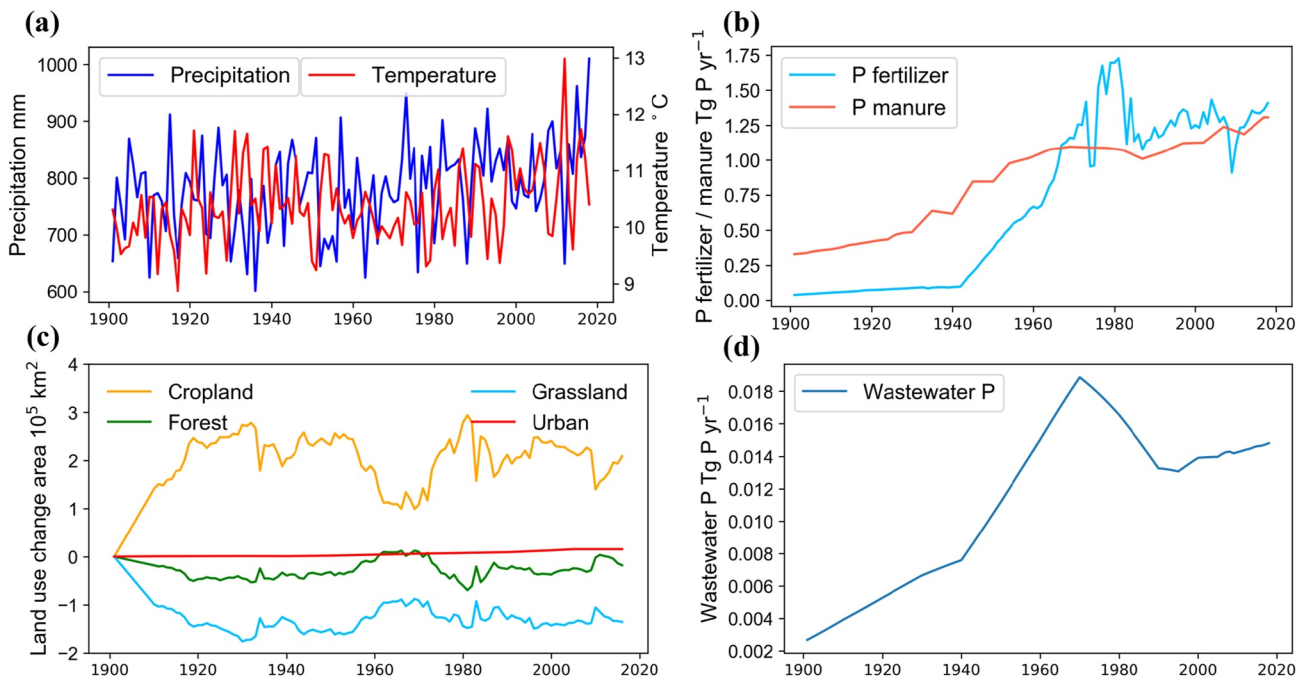 (a)
Precipitation
Temperature
Precipitation mm
1000
900
800
700
600
Temperature °C
13
12
11
10
9
1900 1920 1940 1960 1980 2000 2020
(b)
P fertilizer
P manure
P fertilizer / manure Tg P yr−1
1.75
1.50
1.25
1.00
0.75
0.50
0.25
0.00
1900 1920 1940 1960 1980 2000 2020
(c)
Cropland
Forest
Grassland
Urban
Land use change area 10⁵ km²
4
3
2
1
0
−1
−2
1900 1920 1940 1960 1980 2000 2020
(d)
Wastewater P
Wastewater P Tg P yr−1
0.018
0.016
0.014
0.012
0.010
0.008
0.006
0.004
0.002
1900 1920 1940 1960 1980 2000 2020